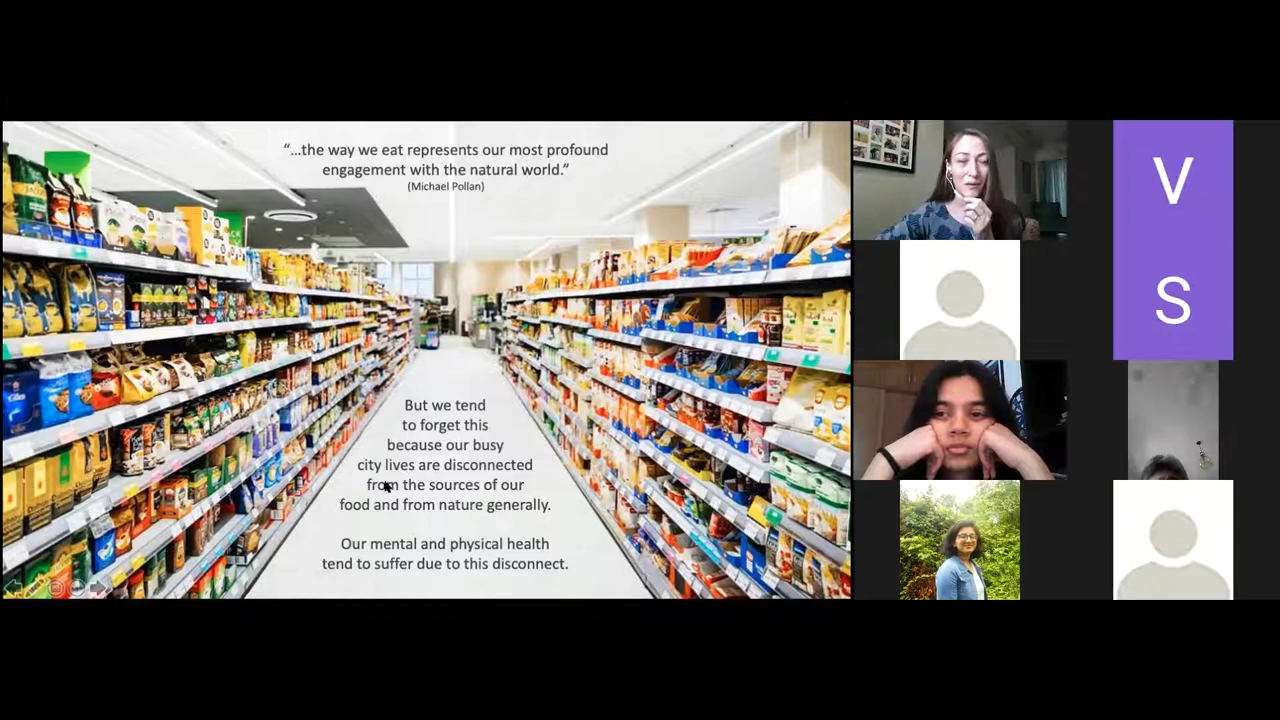 “...the way we eat represents our most profound
engagement with the natural world.”
(Michael Pollan)
But we tend
to forget this
because our busy
city lives are disconnected
from the sources of our
food and from nature generally.
Our mental and physical health
tend to suffer due to this disconnect.
V
S